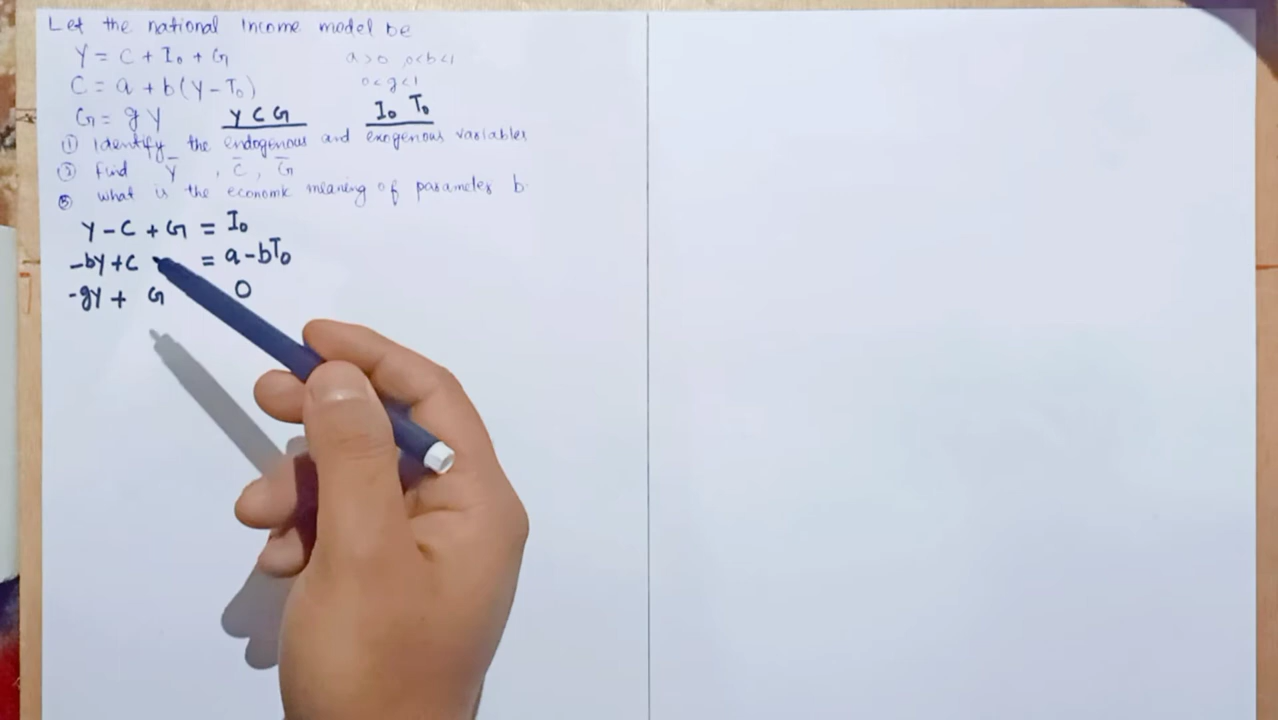 Let the national income model be
Y = C + I₀ + G
a > 0, 0<b<1
C = a + b(Y-T₀)
0<g<1
G = gY
Y C G
I₀ T₀
① Identify the endogenous and exogenous variables
② Find Y̅, C̅, G̅
③ what is the economic meaning of parameter b.
Y - C + G = I₀
-bY + C = a - bT₀
-gY + G 0